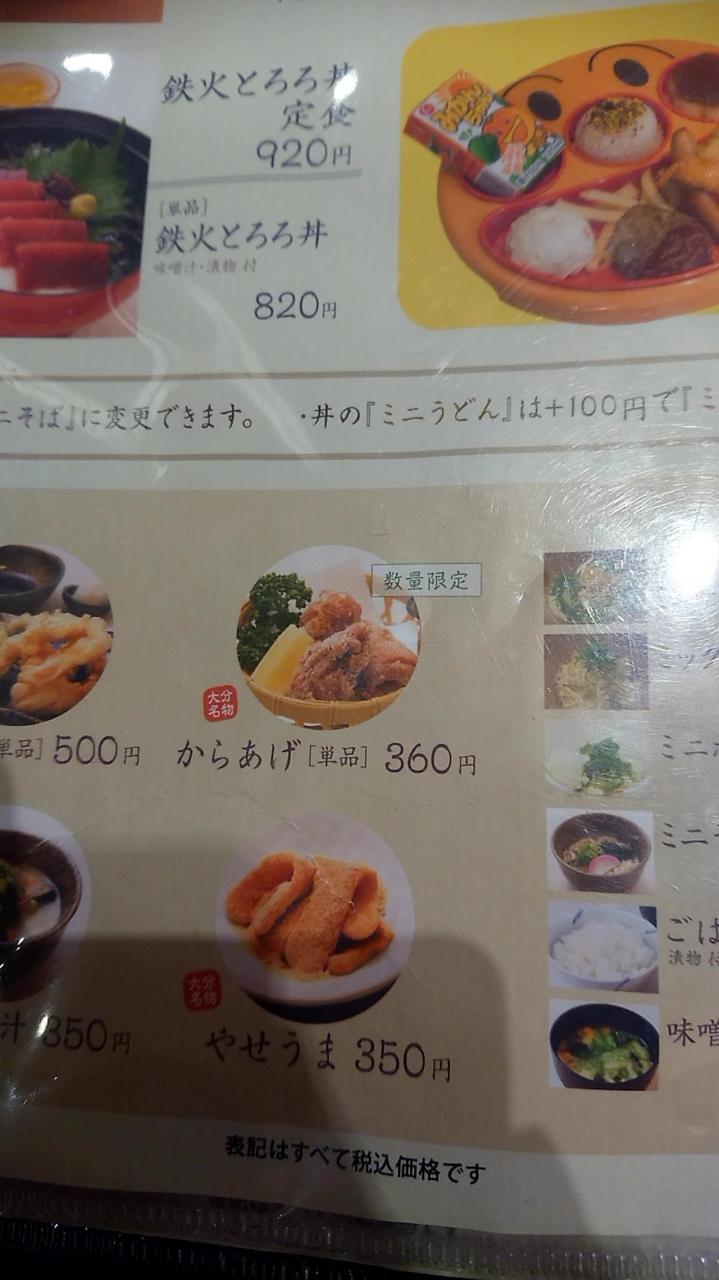 鉄火とろろ丼
定食
920円
[単品]
鉄火とろろ丼
味噌汁・漬物 付
820円
みかん
ニそば』に変更できます。 ・丼の『ミニうどん』は+100円で『ミ
数量限定
大分
名物
単品] 500円
からあげ [単品] 360円
ミニ
ミニ
ごは
漬物 付
味噌
大分
名物
汁 350円
やせうま 350円
表記はすべて税込価格です